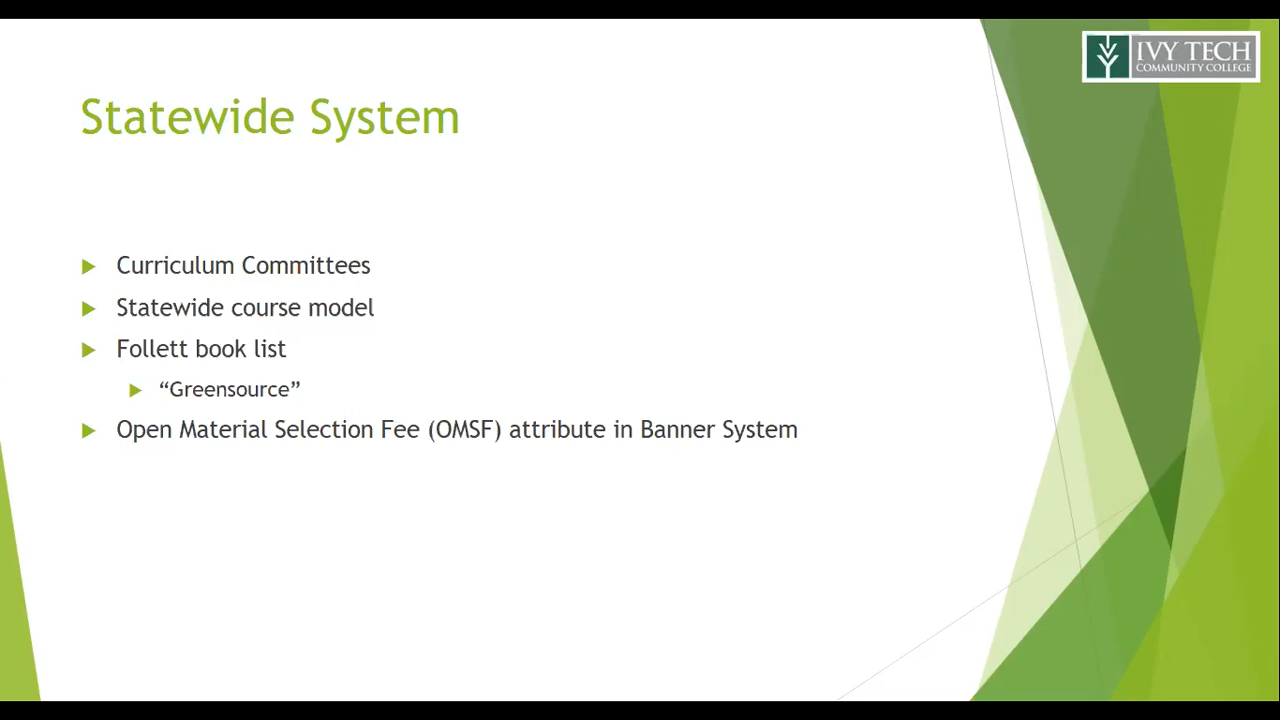 IVY TECH
COMMUNITY COLLEGE
Statewide System
Curriculum Committees
Statewide course model
Follett book list
“Greensource”
Open Material Selection Fee (OMSF) attribute in Banner System